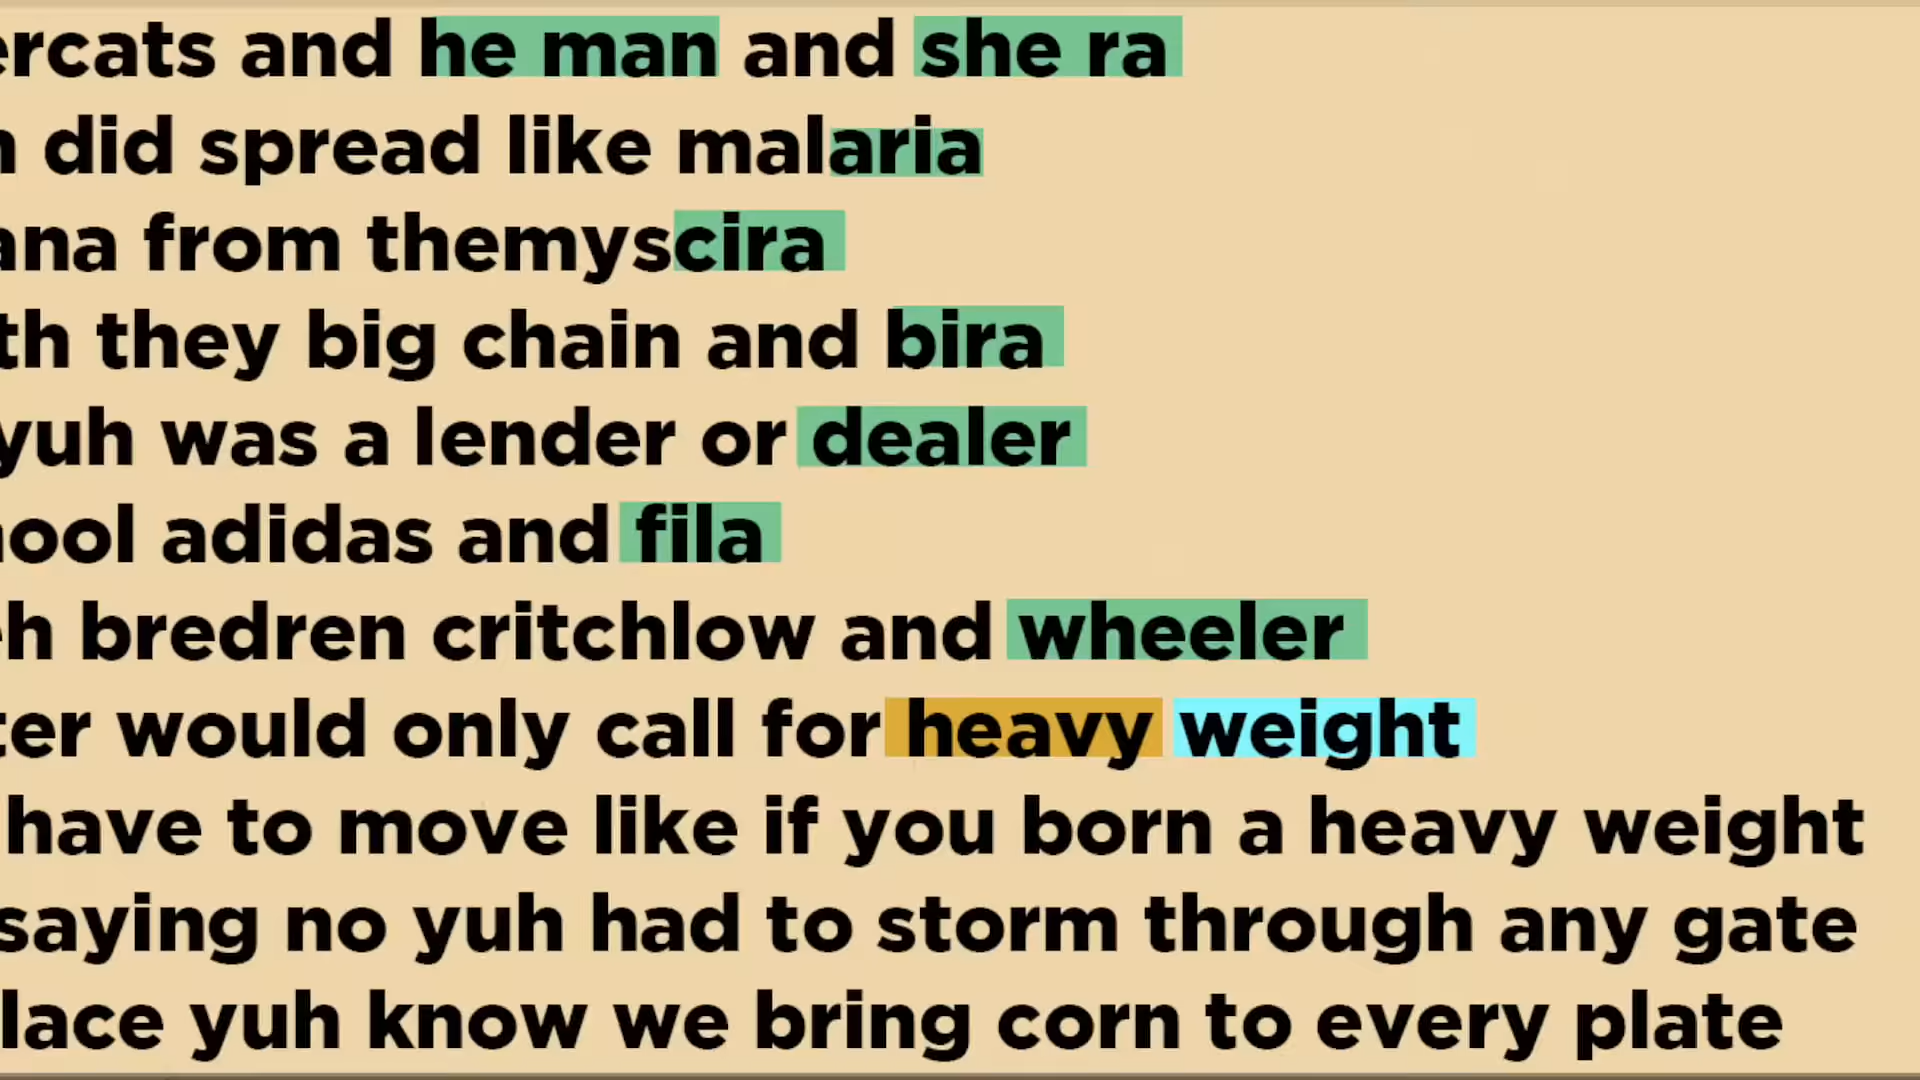 ercats and he man and she ra
did spread like malaria
ana from themyscira
th they big chain and bira
yuh was a lender or dealer
ool adidas and fila
h bredren critchlow and wheeler
ter would only call for heavy weight
have to move like if you born a heavy weight
saying no yuh had to storm through any gate
lace yuh know we bring corn to every plate